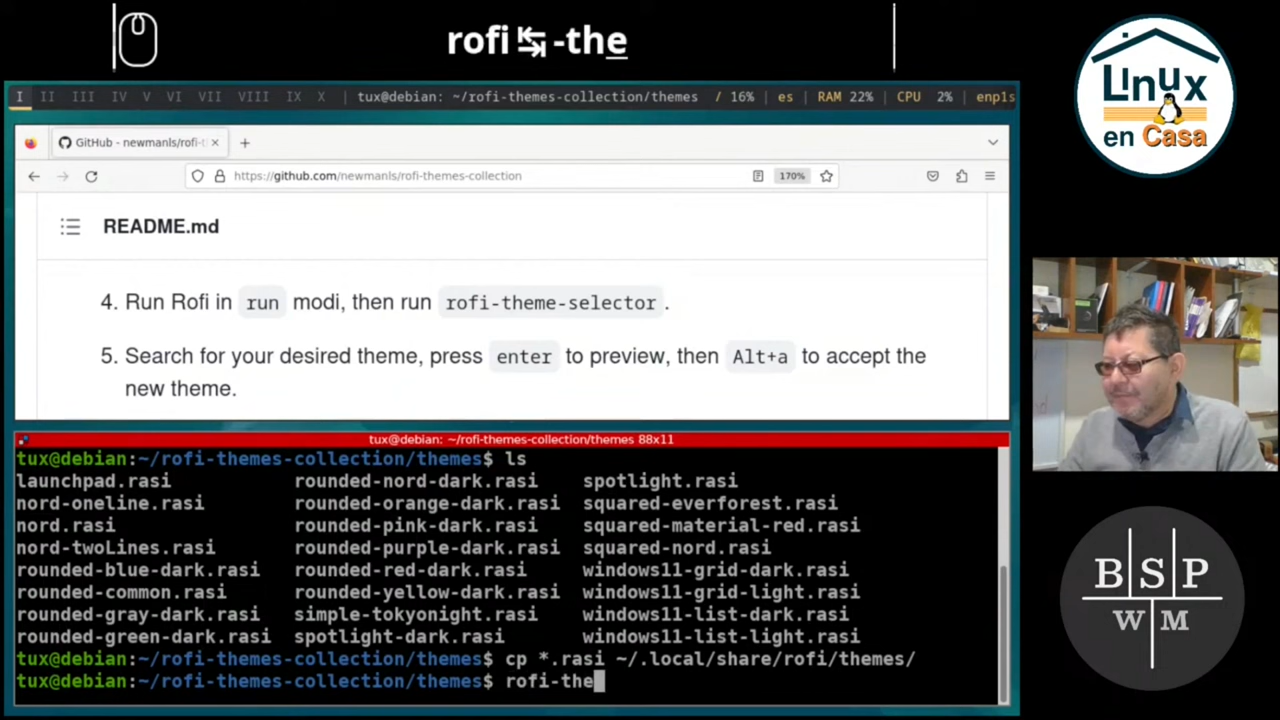 rofi ↹ -the
I II III IV V VI VII VIII IX X | tux@debian: ~/rofi-themes-collection/themes / 16% | es | RAM 22% | CPU 2% | enp1s
GitHub - newmanls/rofi-t
https://github.com/newmanls/rofi-themes-collection
170%
README.md
4. Run Rofi in run modi, then run rofi-theme-selector.
5. Search for your desired theme, press enter to preview, then Alt+a to accept the
new theme.
tux@debian: ~/rofi-themes-collection/themes 88x11
tux@debian:~/rofi-themes-collection/themes$ ls
launchpad.rasi rounded-nord-dark.rasi spotlight.rasi
nord-oneline.rasi rounded-orange-dark.rasi squared-everforest.rasi
nord.rasi rounded-pink-dark.rasi squared-material-red.rasi
nord-twoLines.rasi rounded-purple-dark.rasi squared-nord.rasi
rounded-blue-dark.rasi rounded-red-dark.rasi windows11-grid-dark.rasi
rounded-common.rasi rounded-yellow-dark.rasi windows11-grid-light.rasi
rounded-gray-dark.rasi simple-tokyonight.rasi windows11-list-dark.rasi
rounded-green-dark.rasi spotlight-dark.rasi windows11-list-light.rasi
tux@debian:~/rofi-themes-collection/themes$ cp *.rasi ~/.local/share/rofi/themes/
tux@debian:~/rofi-themes-collection/themes$ rofi-the
Linux
en Casa
BSP
WM